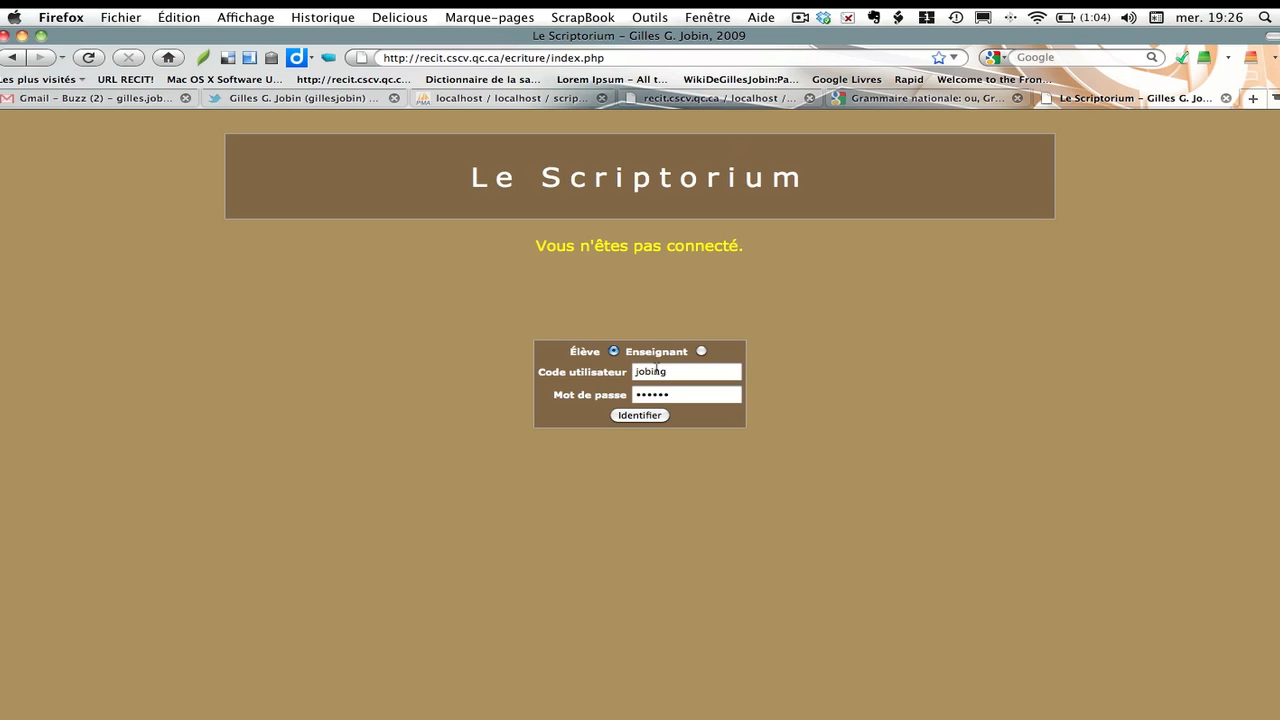 Firefox Fichier Édition Affichage Historique Delicious Marque-pages ScrapBook Outils Fenêtre Aide (1:04) mer. 19:26
Le Scriptorium – Gilles G. Jobin, 2009
http://recit.cscv.qc.ca/ecriture/index.php Google
Les plus visités URL RECIT! Mac OS X Software U... http://recit.cscv.qc.c... Dictionnaire de la sa... Lorem Ipsum – All t... WikiDeGillesJobin:Pa... Google Livres Rapid Welcome to the Fron...
Gmail – Buzz (2) – gilles.job... Gilles G. Jobin (gillesjobin) ... localhost / localhost / scrip... recit.cscv.qc.ca / localhost / ... Grammaire nationale: ou, Gr... Le Scriptorium – Gilles G. Jo...
Le Scriptorium
Vous n'êtes pas connecté.
Élève Enseignant
Code utilisateur jobing
Mot de passe ••••••
Identifier